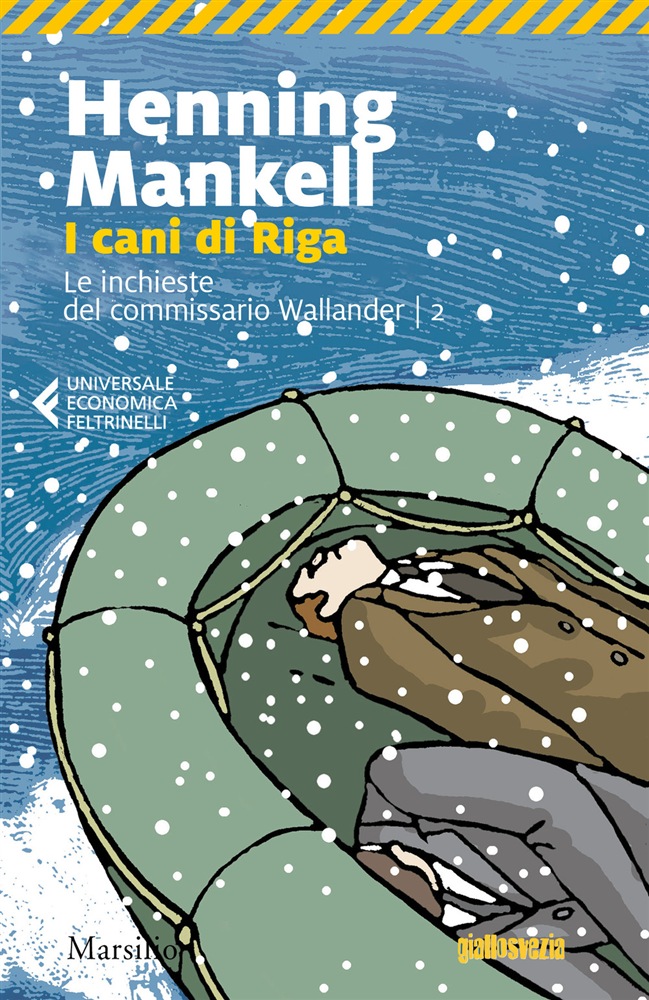 Henning
Mankell
I cani di Riga
Le inchieste
del commissario Wallander | 2
UNIVERSALE
ECONOMICA
FELTRINELLI
Marsilio
giallosvezia